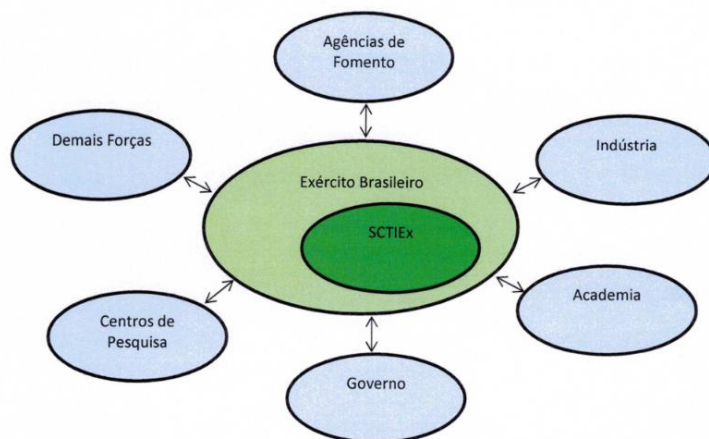 Agências de
Fomento
Demais Forças
Indústria
Exército Brasileiro
SCTIEx
Academia
Centros de
Pesquisa
Governo